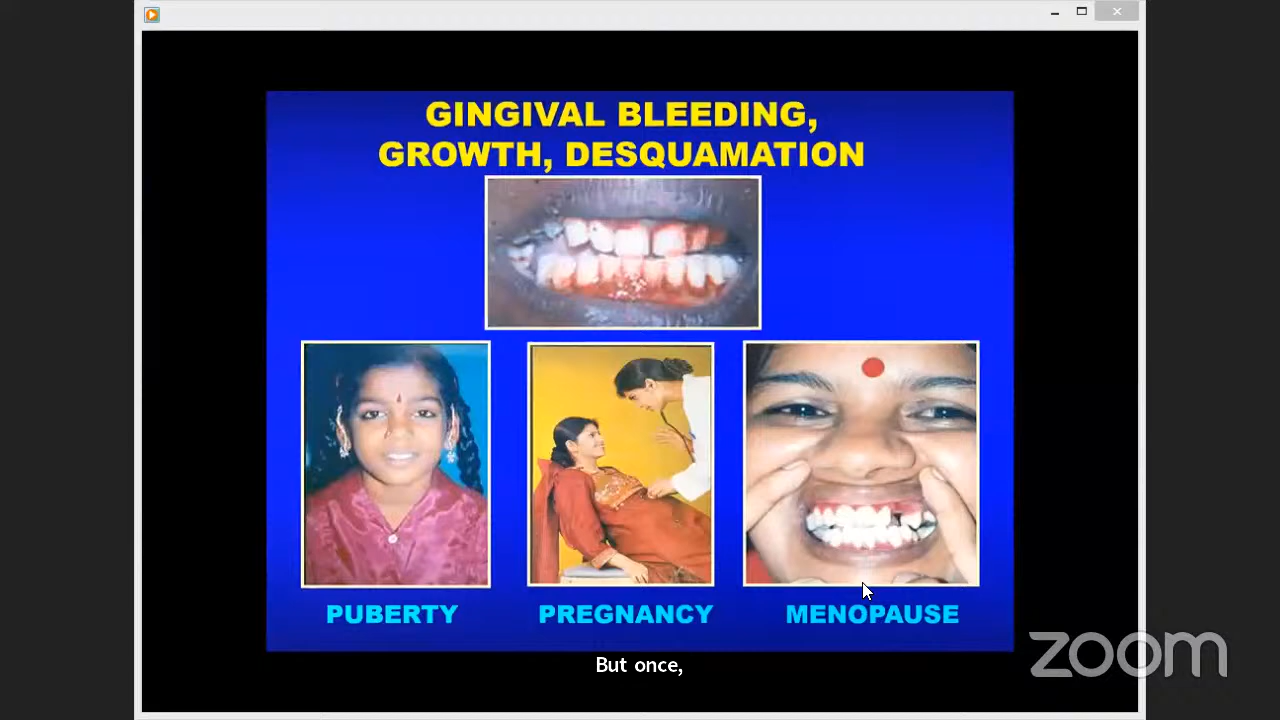 GINGIVAL BLEEDING,
GROWTH, DESQUAMATION
PUBERTY
PREGNANCY
MENOPAUSE
But once,
zoom